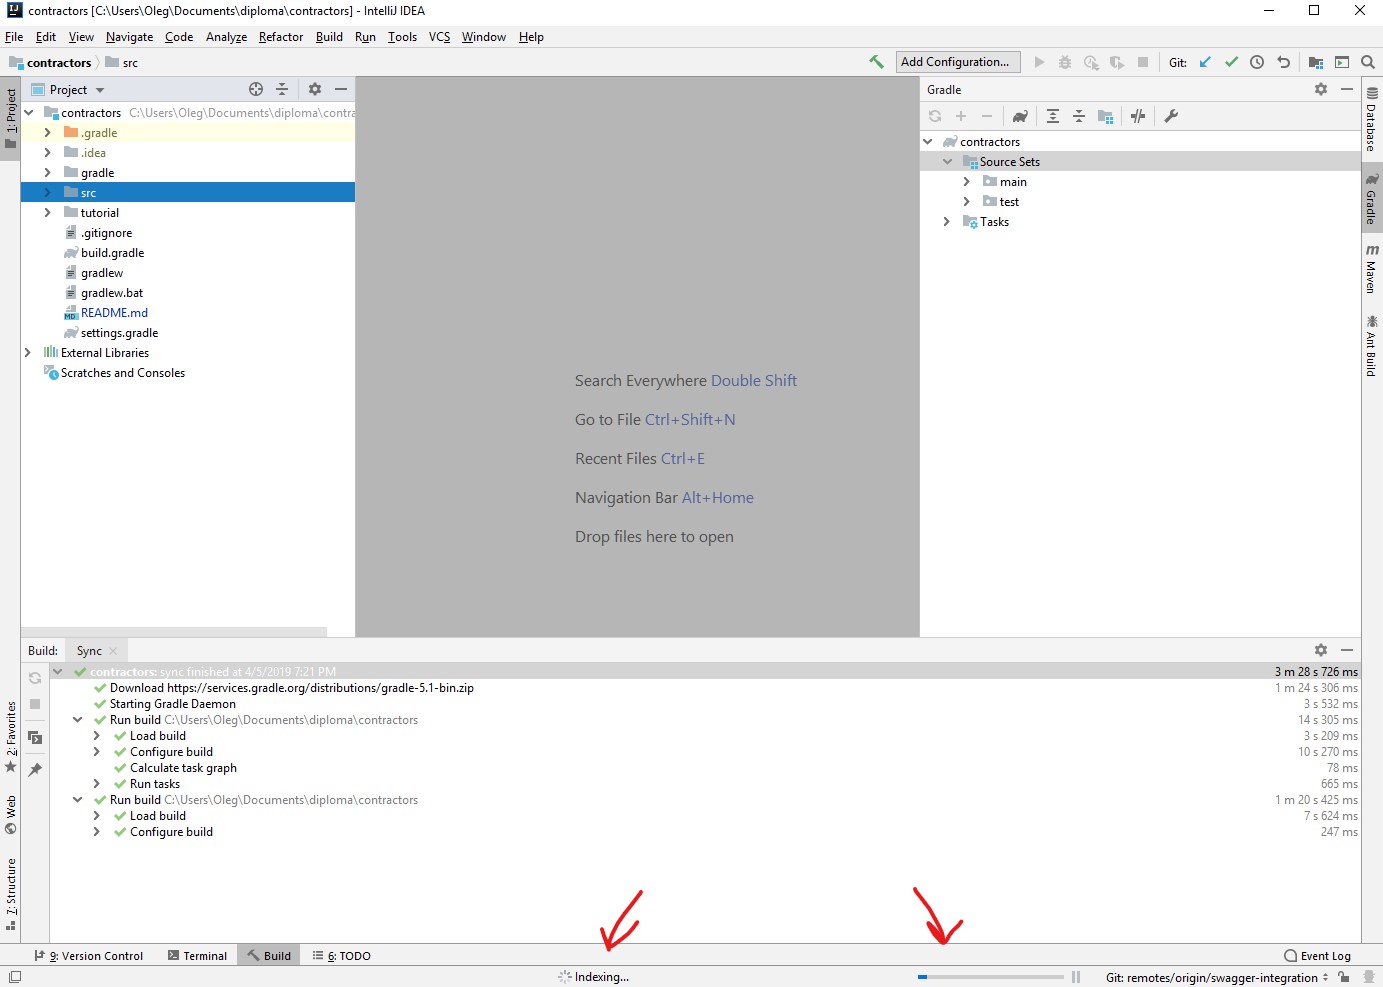 contractors [C:\Users\Oleg\Documents\diploma\contractors] - IntelliJ IDEA
File Edit View Navigate Code Analyze Refactor Build Run Tools VCS Window Help
contractors src Add Configuration... Git:
Project
1: Project
contractors C:\Users\Oleg\Documents\diploma\contra
.gradle
.idea
gradle
src
tutorial
.gitignore
build.gradle
gradlew
gradlew.bat
MD README.md
settings.gradle
External Libraries
Scratches and Consoles
Search Everywhere Double Shift
Go to File Ctrl+Shift+N
Recent Files Ctrl+E
Navigation Bar Alt+Home
Drop files here to open
Gradle
contractors
Source Sets
main
test
Tasks
Database
Gradle
m Maven
Ant Build
Build: Sync
contractors: sync finished at 4/5/2019 7:21 PM 3 m 28 s 726 ms
Download https://services.gradle.org/distributions/gradle-5.1-bin.zip 1 m 24 s 306 ms
Starting Gradle Daemon 3 s 532 ms
Run build C:\Users\Oleg\Documents\diploma\contractors 14 s 305 ms
Load build 3 s 209 ms
Configure build 10 s 270 ms
Calculate task graph 78 ms
Run tasks 665 ms
Run build C:\Users\Oleg\Documents\diploma\contractors 1 m 20 s 425 ms
Load build 7 s 624 ms
Configure build 247 ms
2: Favorites
Web
7: Structure
9: Version Control Terminal Build 6: TODO Event Log
Indexing... Git: remotes/origin/swagger-integration